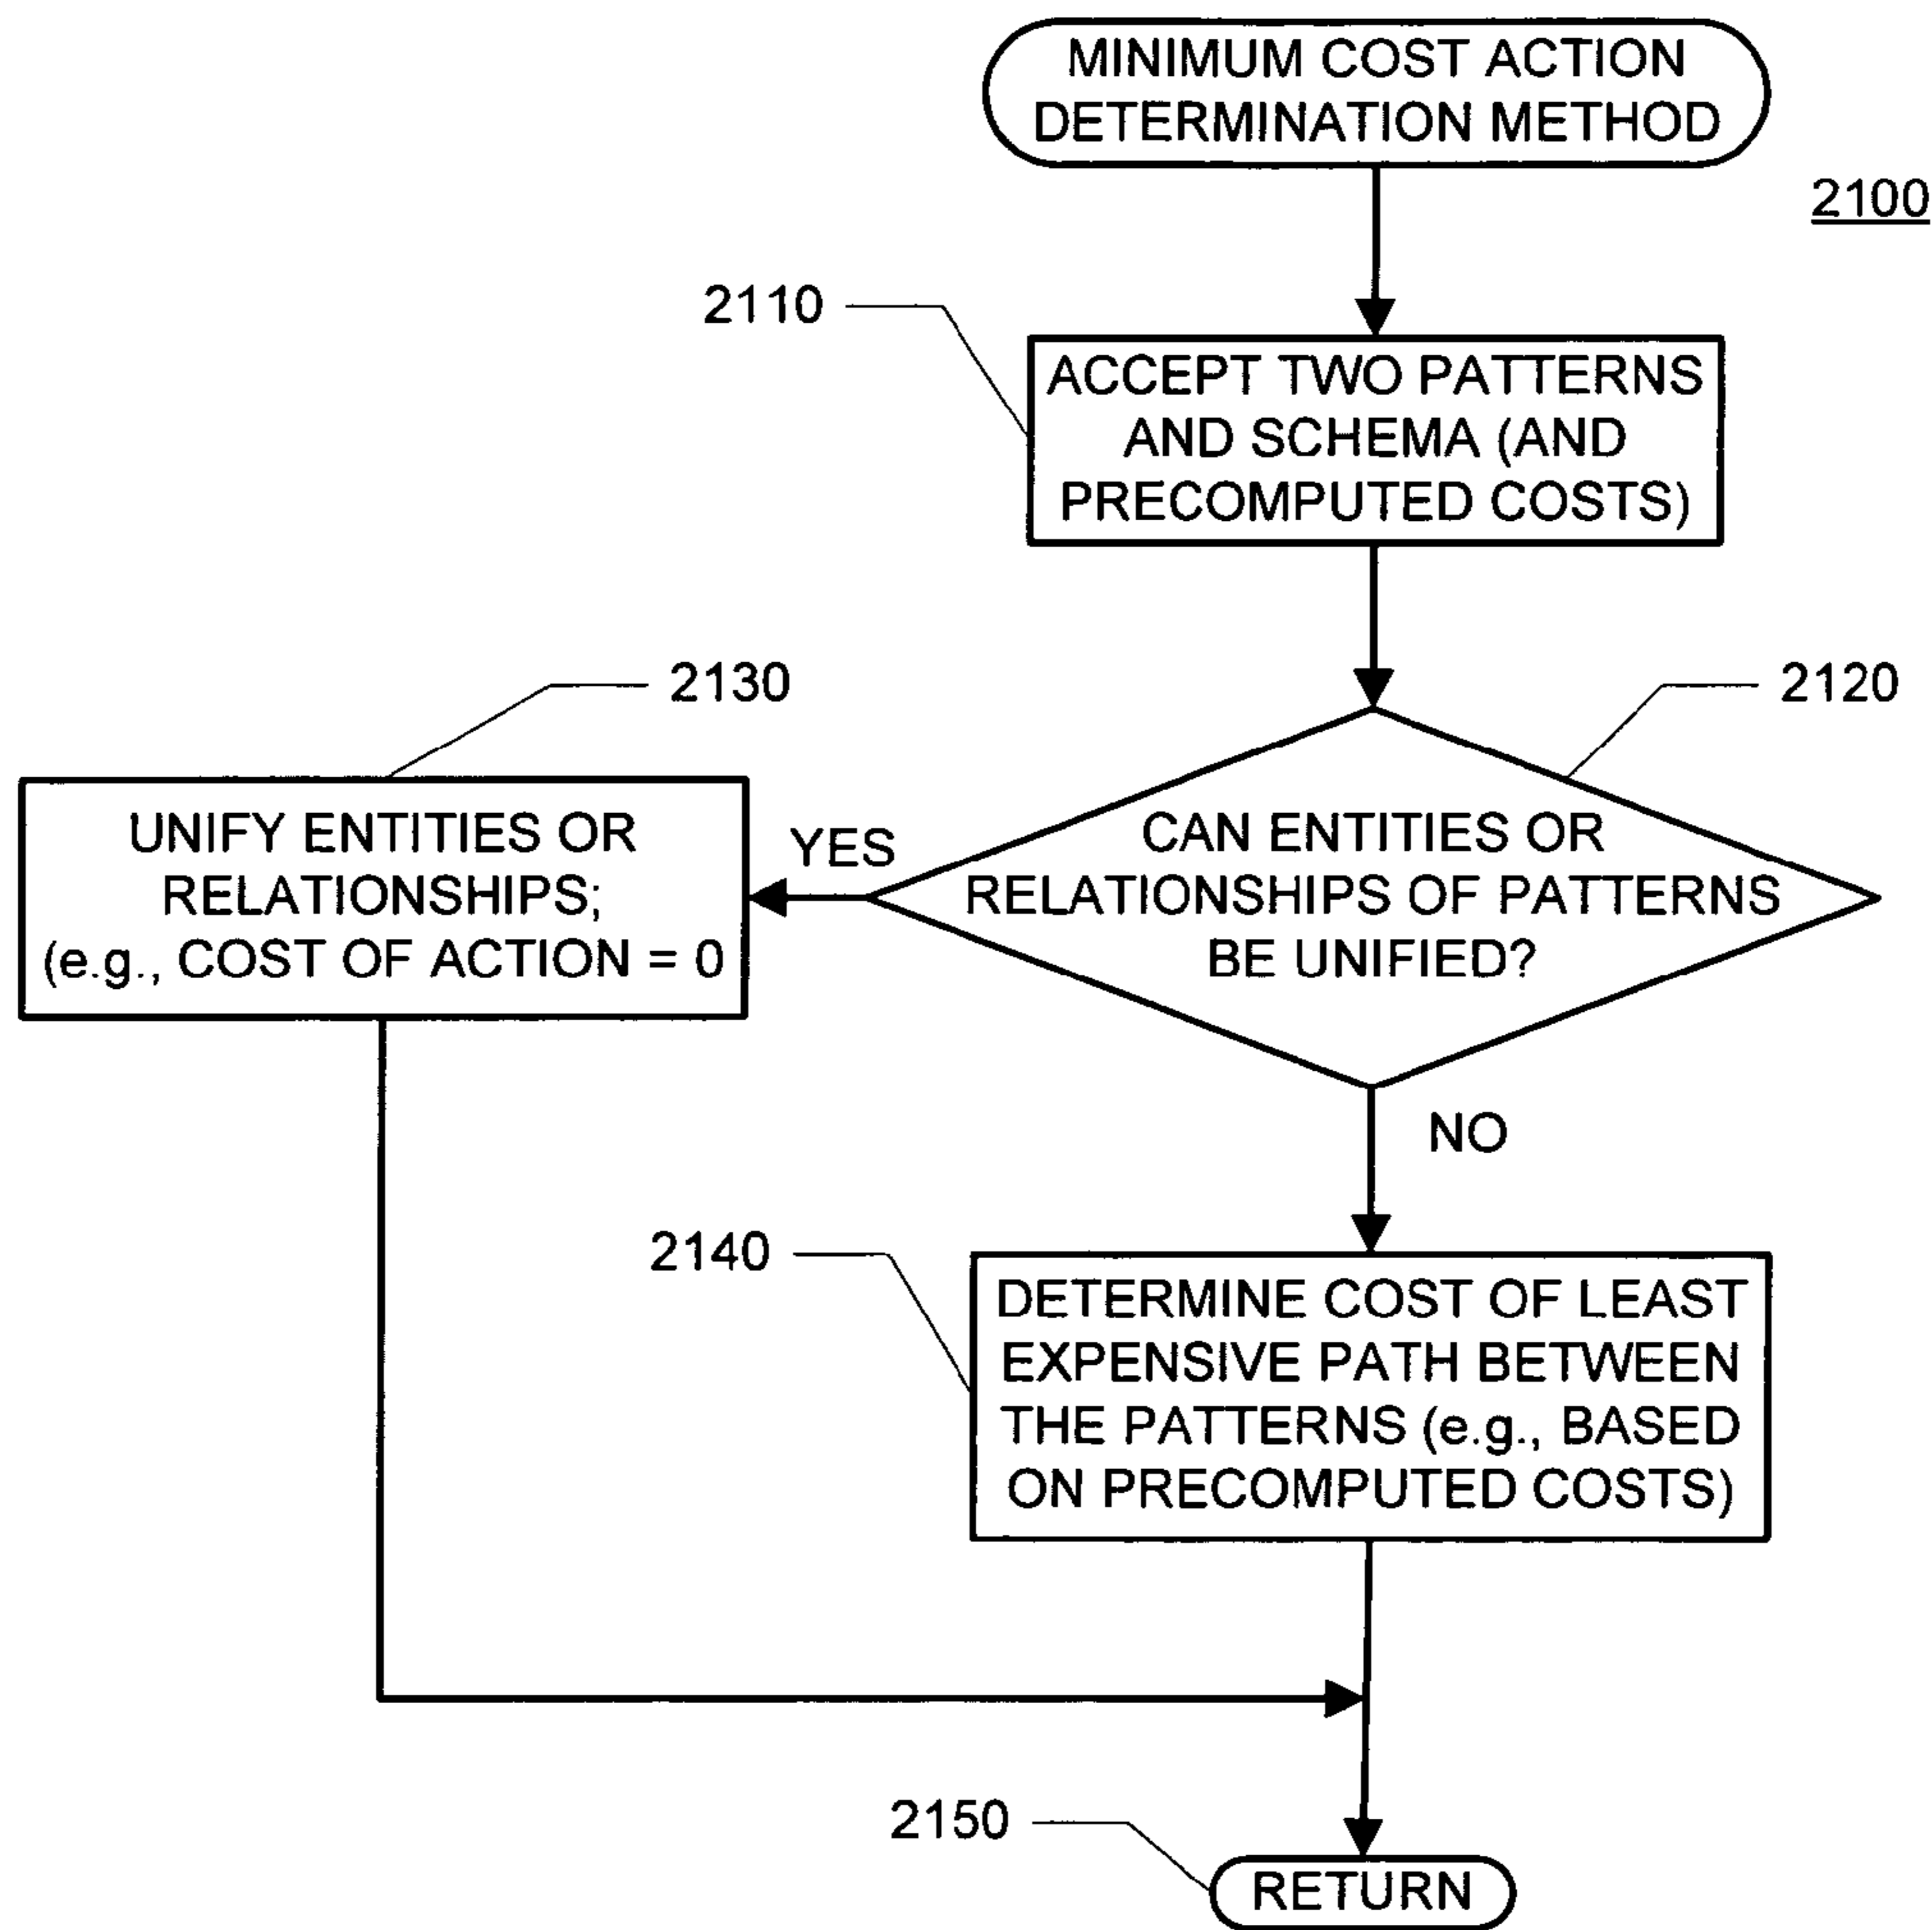 MINIMUM COST ACTION
DETERMINATION METHOD
2100
2110
ACCEPT TWO PATTERNS
AND SCHEMA (AND
PRECOMPUTED COSTS)
2130
2120
UNIFY ENTITIES OR
RELATIONSHIPS;
(e.g., COST OF ACTION = 0
YES
CAN ENTITIES OR
RELATIONSHIPS OF PATTERNS
BE UNIFIED?
NO
2140
DETERMINE COST OF LEAST
EXPENSIVE PATH BETWEEN
THE PATTERNS (e.g., BASED
ON PRECOMPUTED COSTS)
2150
RETURN